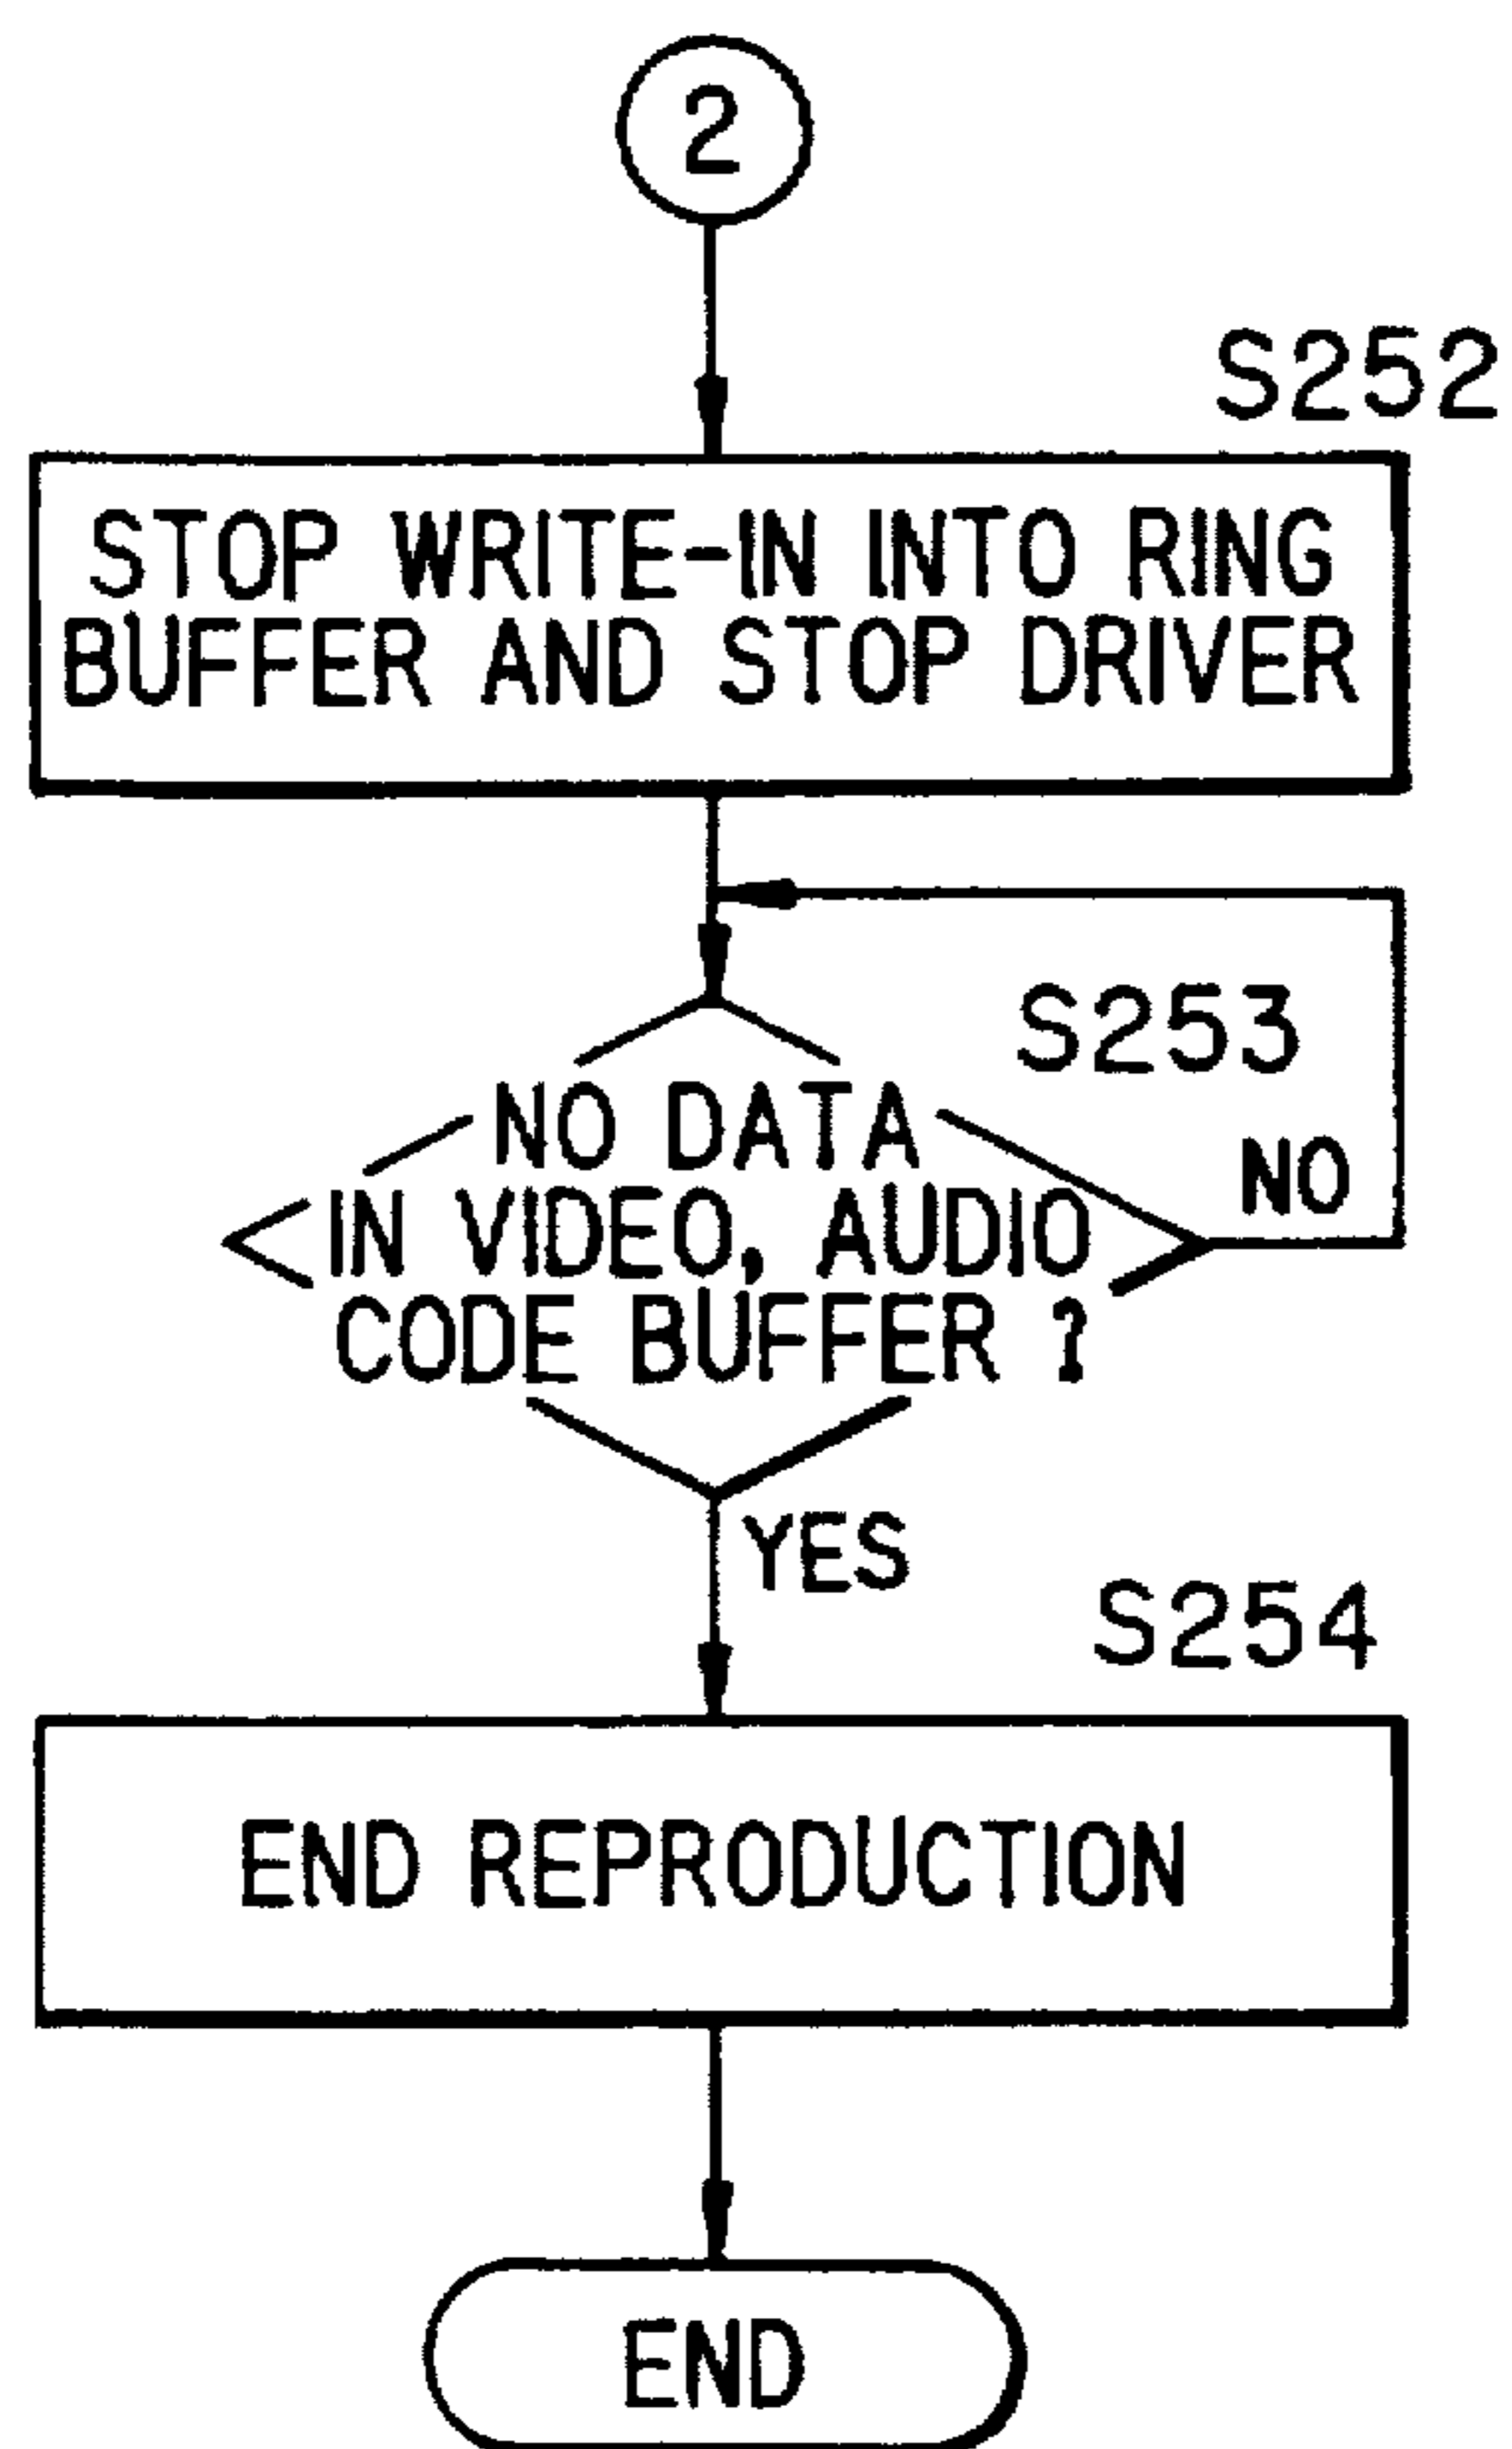 2
S252
STOP WRITE-IN INTO RING
BUFFER AND STOP DRIVER
S253
NO DATA
NO
IN VIDEO, AUDIO
CODE BUFFER ?
YES
S254
END REPRODUCTION
END